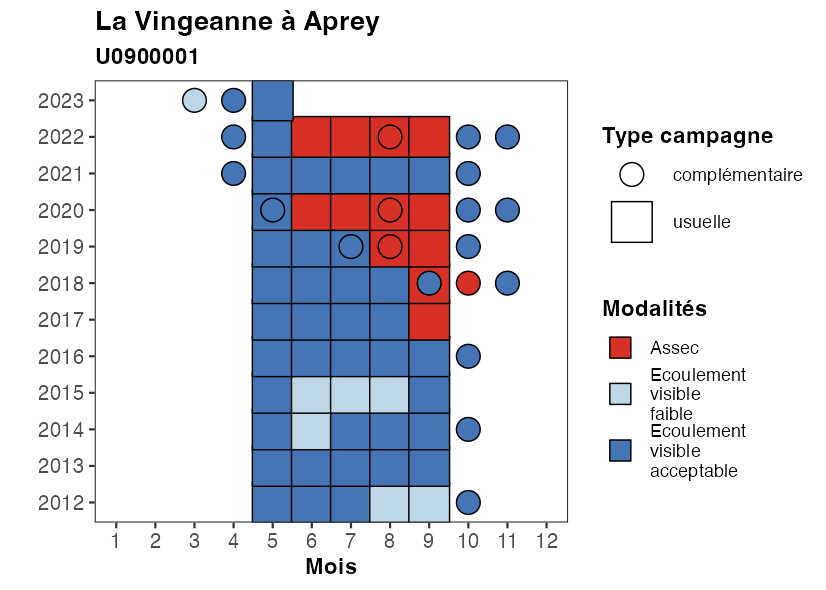 La Vingeanne à Aprey
U0900001
2023
2022
2021
2020
2019
2018
2017
2016
2015
2014
2013
2012
1 2 3 4 5 6 7 8 9 10 11 12
Mois
Type campagne
complémentaire
usuelle
Modalités
Assec
Ecoulement
visible
faible
Ecoulement
visible
acceptable